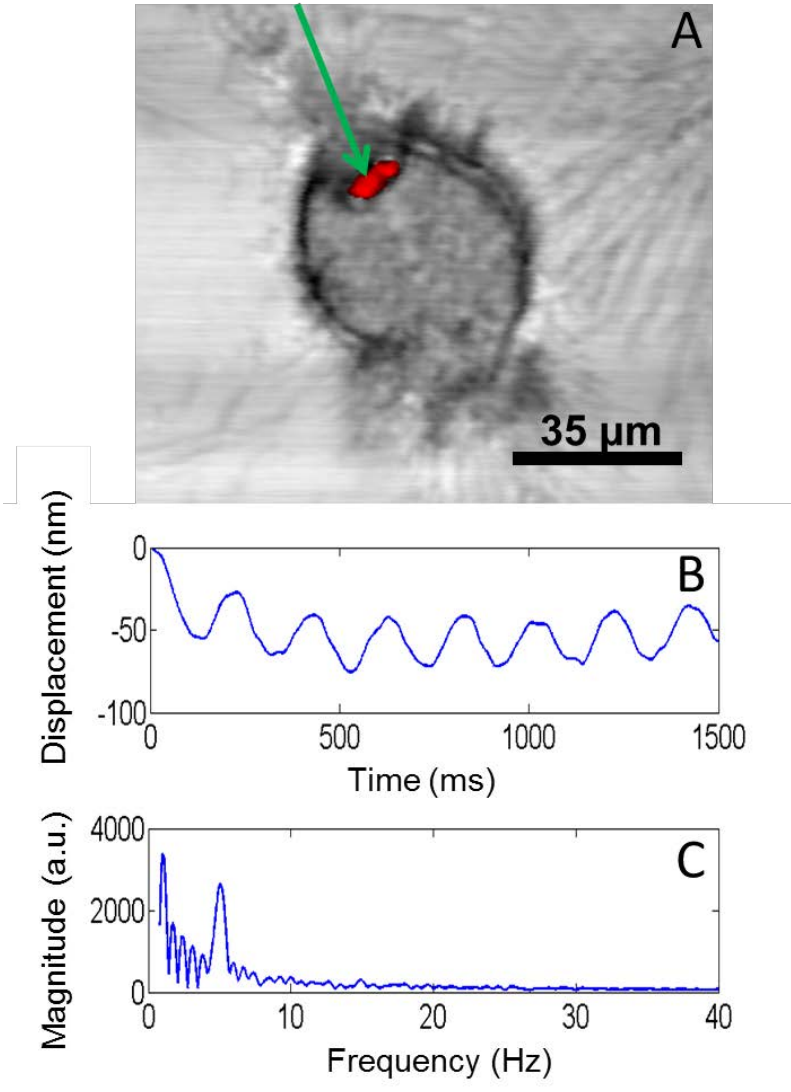 A
35 µm
Displacement (nm)
B
0
-50
-100
0 500 1000 1500
Time (ms)
Magnitude (a.u.)
C
4000
2000
0
0 10 20 30 40
Frequency (Hz)